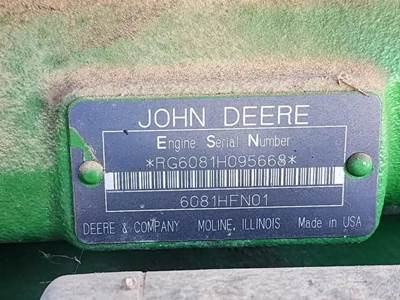 JOHN DEERE
Engine Serial Number
*RG6081H095668*
6081HFN01
DEERE & COMPANY MOLINE, ILLINOIS Made in USA